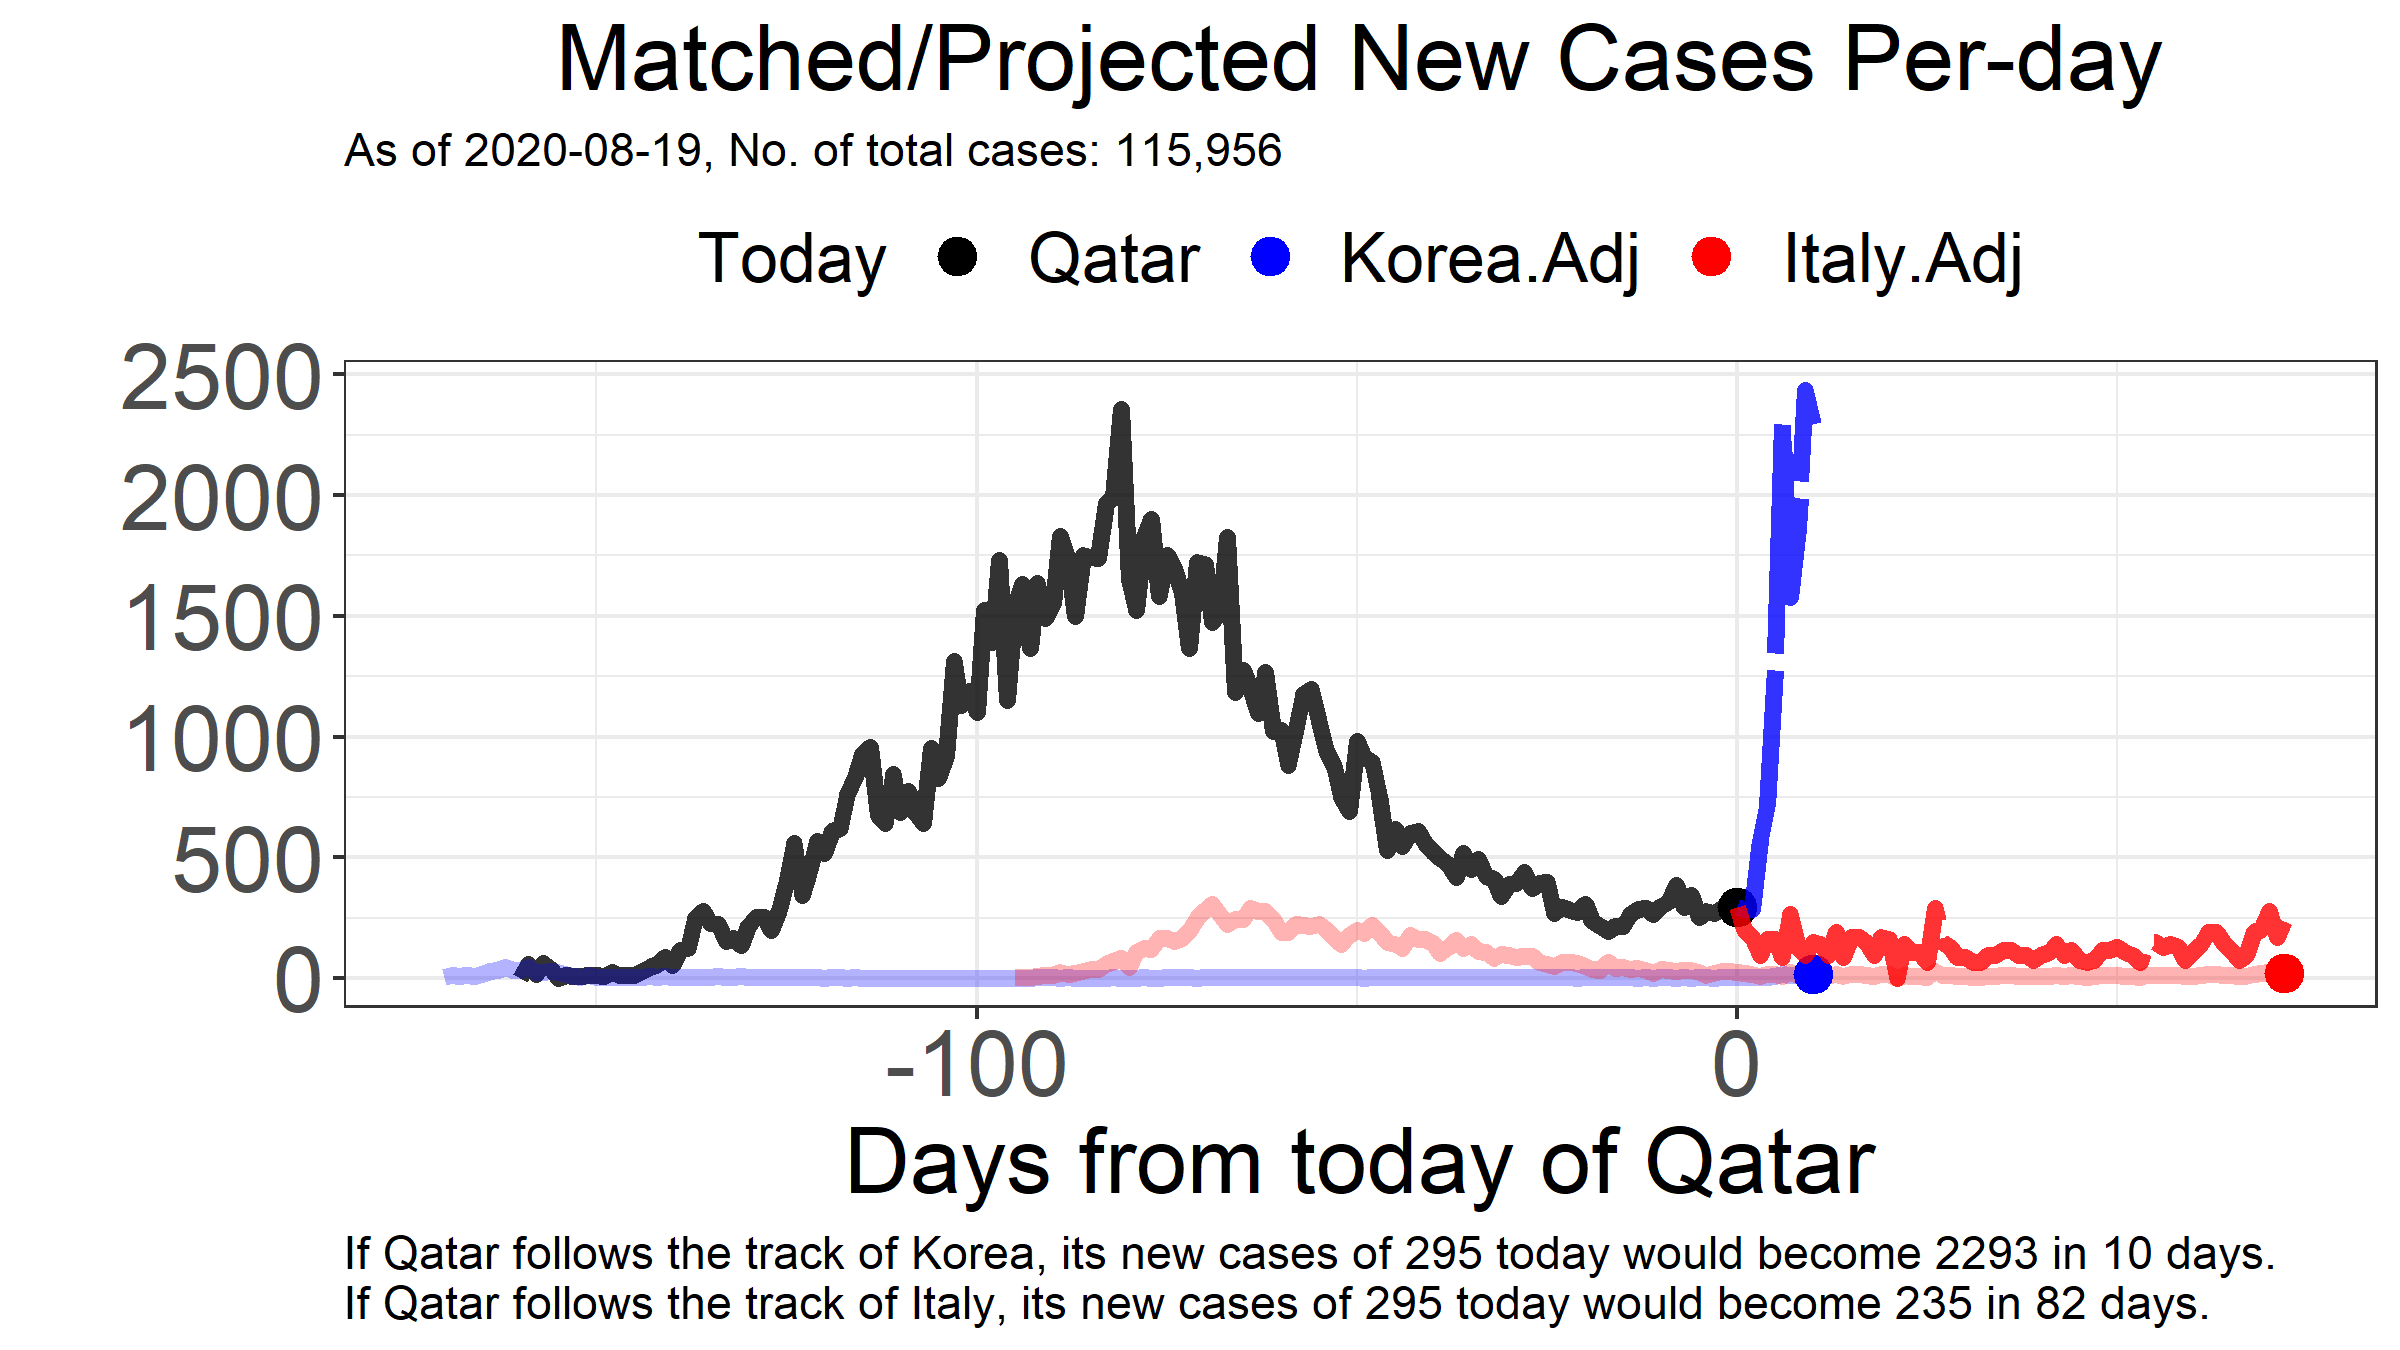 Matched/Projected New Cases Per-day
As of 2020-08-19, No. of total cases: 115,956
Today Qatar Korea.Adj Italy.Adj
2500
2000
1500
1000
500
0
-100 0
Days from today of Qatar
If Qatar follows the track of Korea, its new cases of 295 today would become 2293 in 10 days.
If Qatar follows the track of Italy, its new cases of 295 today would become 235 in 82 days.